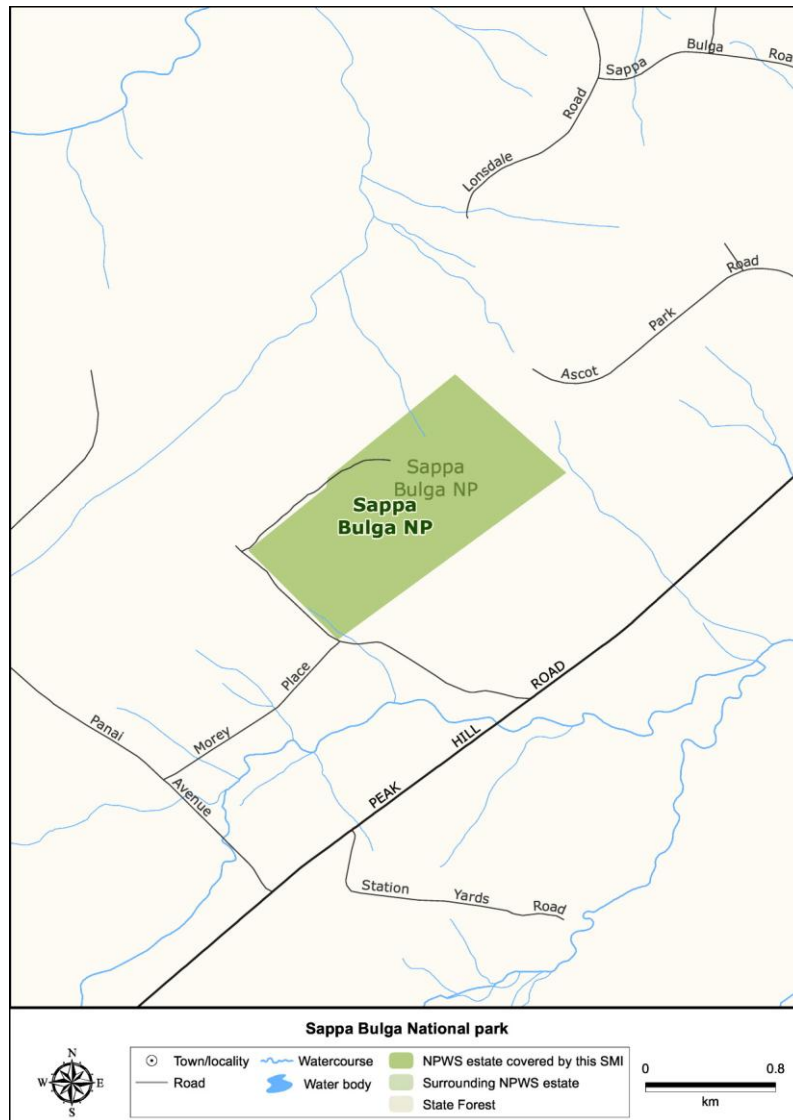 Sappa
Bulga
Road
Road
Lonsdale
Road
Park
Ascot
Sappa
Bulga NP
Sappa
Bulga NP
Place
Morey
Panai
Avenue
ROAD
HILL
PEAK
Station
Yards
Road
Sappa Bulga National park
N
W
E
S
Town/locality
Road
Watercourse
Water body
NPWS estate covered by this SMI
Surrounding NPWS estate
State Forest
0
0.8
km